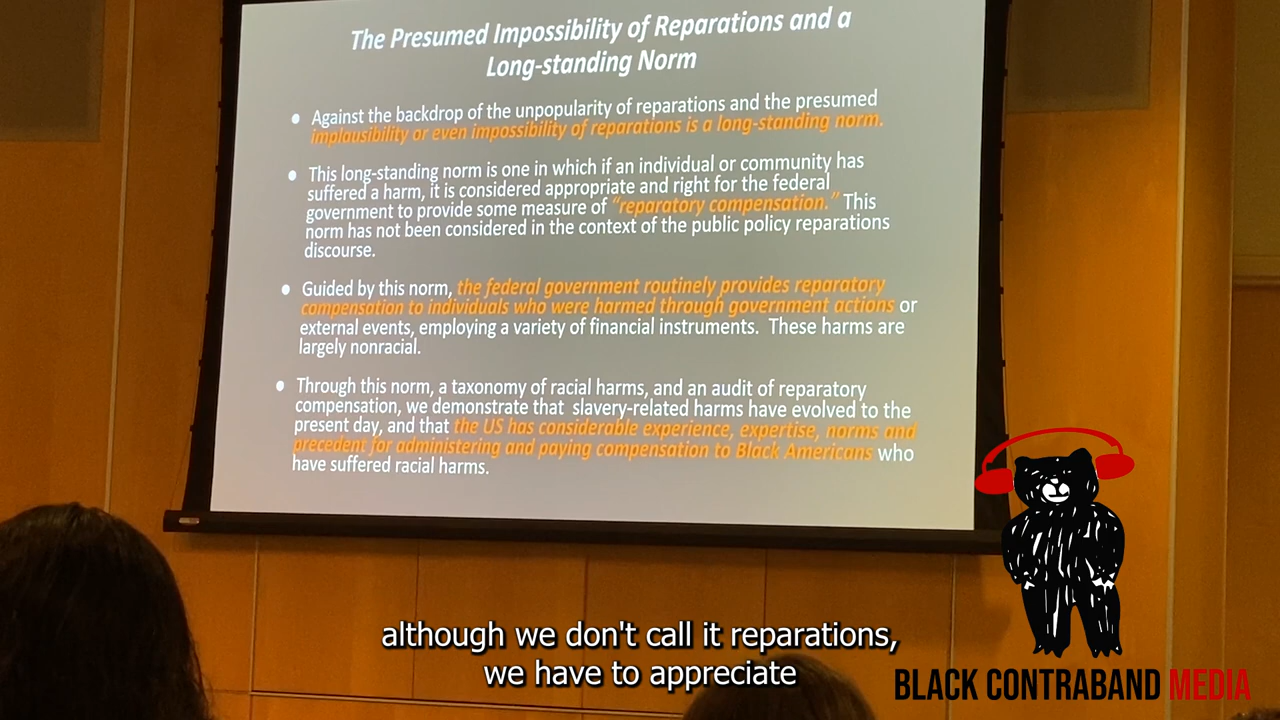 The Presumed Impossibility of Reparations and a
Long-standing Norm
• Against the backdrop of the unpopularity of reparations and the presumed
implausibility or even impossibility of reparations is a long-standing norm.
• This long-standing norm is one in which if an individual or community has
suffered a harm, it is considered appropriate and right for the federal
government to provide some measure of “reparatory compensation.” This
norm has not been considered in the context of the public policy reparations
discourse.
• Guided by this norm, the federal government routinely provides reparatory
compensation to individuals who were harmed through government actions or
external events, employing a variety of financial instruments. These harms are
largely nonracial.
• Through this norm, a taxonomy of racial harms, and an audit of reparatory
compensation, we demonstrate that slavery-related harms have evolved to the
present day, and that the US has considerable experience, expertise, norms and
precedent for administering and paying compensation to Black Americans who
have suffered racial harms.
although we don't call it reparations,
we have to appreciate
BLACK CONTRABAND MEDIA